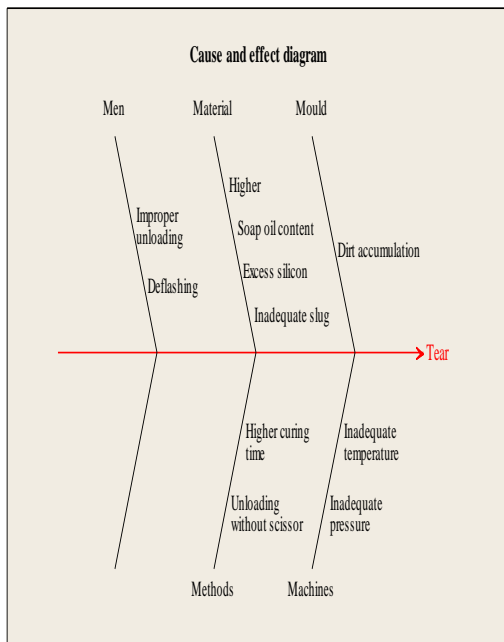 Cause and effect diagram
Men
Material
Mould
Higher
Improper
unloading
Soap oil content
Dirt accumulation
Excess silicon
Deflashing
Inadequate slug
Tear
Higher curing
time
Inadequate
temperature
Unloading
without scissor
Inadequate
pressure
Methods
Machines